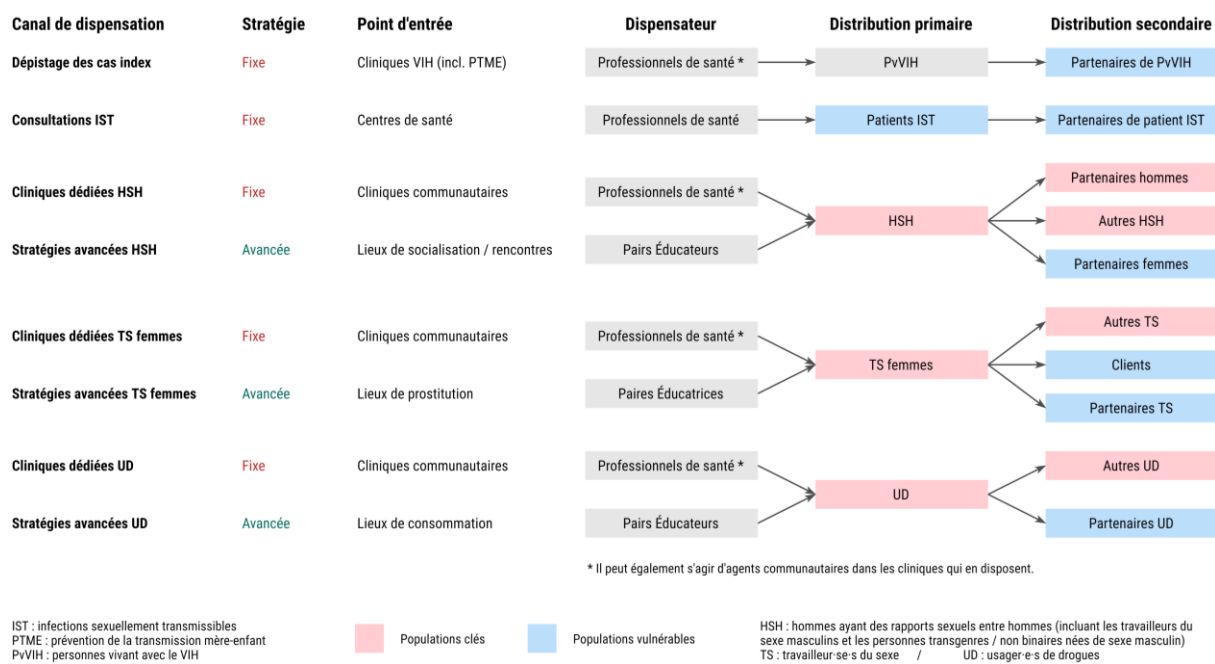 Canal de dispensation Stratégie Point d'entrée Dispensateur Distribution primaire Distribution secondaire
Dépistage des cas index Fixe Cliniques VIH (incl. PTME) Professionnels de santé * PvVIH Partenaires de PvVIH
Consultations IST Fixe Centres de santé Professionnels de santé Patients IST Partenaires de patient IST
Partenaires hommes
Cliniques dédiées HSH Fixe Cliniques communautaires Professionnels de santé *
HSH Autres HSH
Stratégies avancées HSH Avancée Lieux de socialisation / rencontres Pairs Éducateurs
Partenaires femmes
Autres TS
Cliniques dédiées TS femmes Fixe Cliniques communautaires Professionnels de santé *
TS femmes Clients
Stratégies avancées TS femmes Avancée Lieux de prostitution Paires Éducatrices
Partenaires TS
Cliniques dédiées UD Fixe Cliniques communautaires Professionnels de santé * Autres UD
UD
Stratégies avancées UD Avancée Lieux de consommation Pairs Éducateurs Partenaires UD
* Il peut également s'agir d'agents communautaires dans les cliniques qui en disposent.
IST : infections sexuellement transmissibles
PTME : prévention de la transmission mère-enfant
PvVIH : personnes vivant avec le VIH
Populations clés
Populations vulnérables
HSH : hommes ayant des rapports sexuels entre hommes (incluant les travailleurs du
sexe masculins et les personnes transgenres / non binaires nées de sexe masculin)
TS : travailleur·se·s du sexe / UD : usager·e·s de drogues